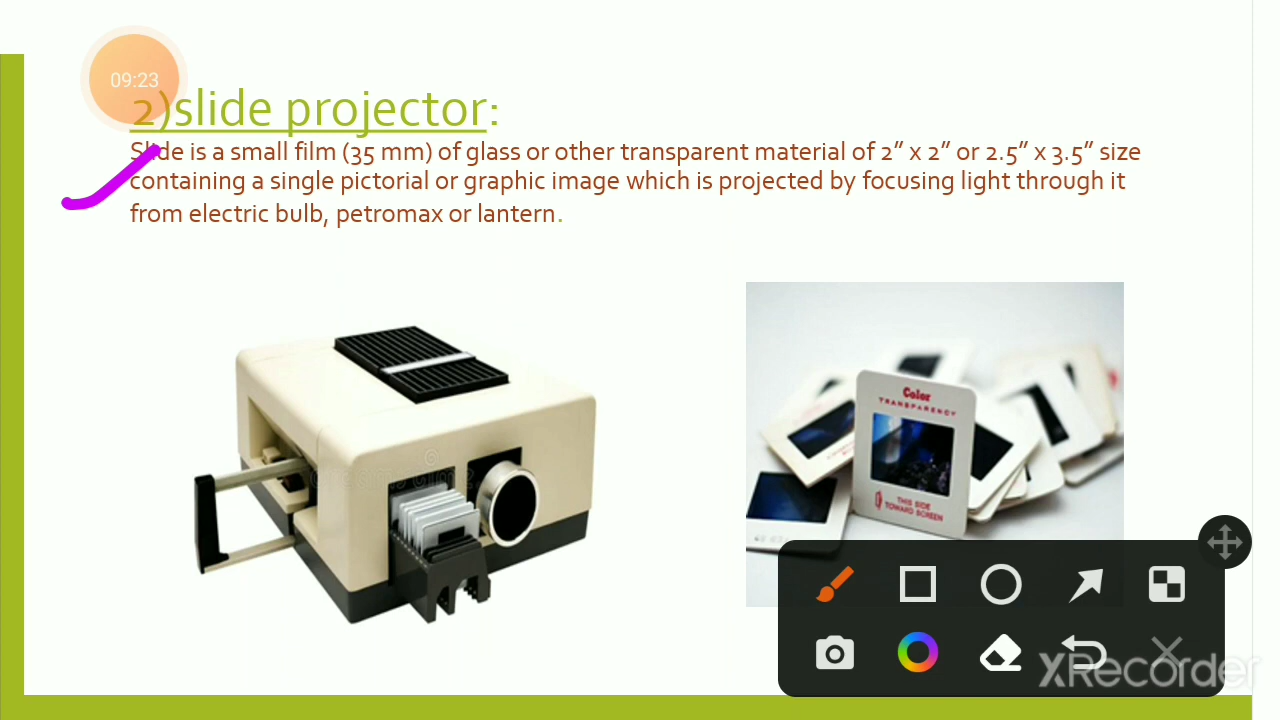 09:23
2)slide projector:
Slide is a small film (35 mm) of glass or other transparent material of 2” x 2” or 2.5” x 3.5” size
containing a single pictorial or graphic image which is projected by focusing light through it
from electric bulb, petromax or lantern.
Color
TRANSPARENCY
THIS SIDE
TOWARD SCREEN
XRecorder